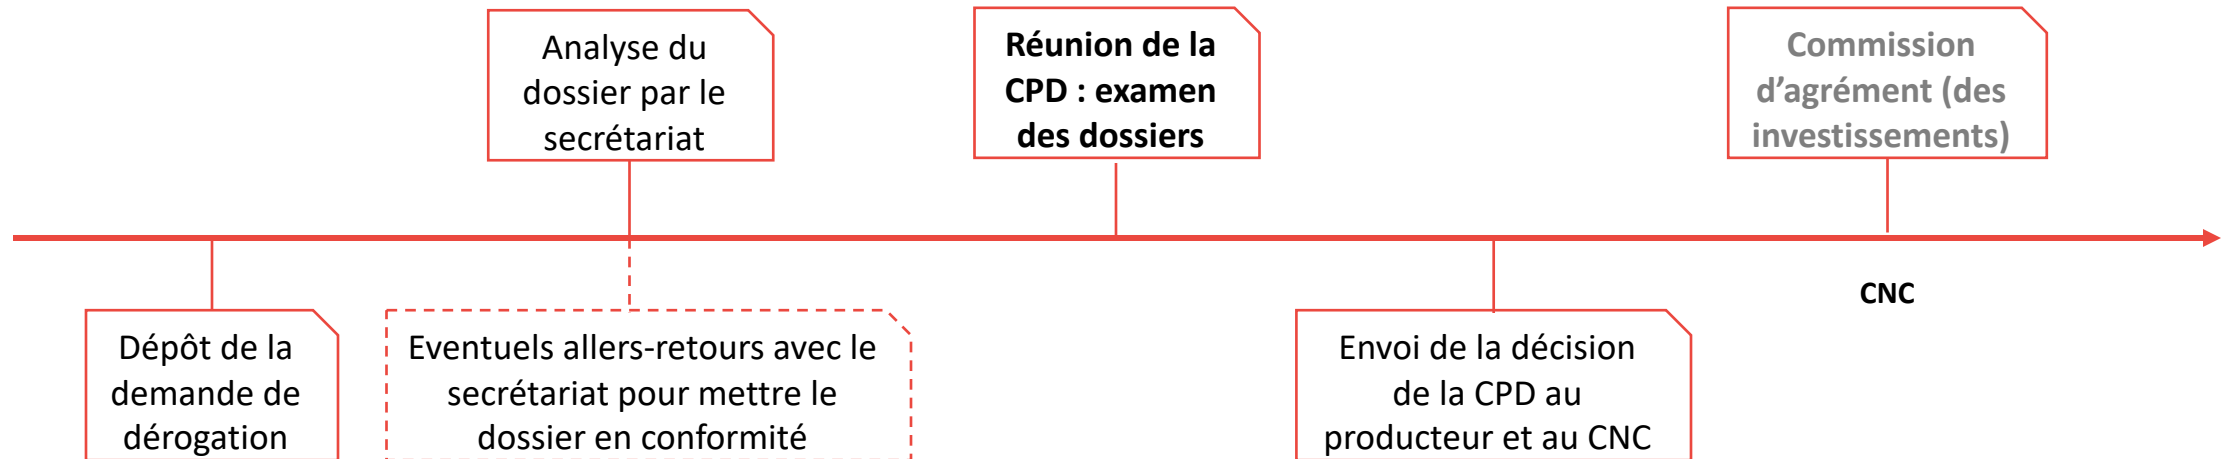 Analyse du
dossier par le
secrétariat
Réunion de la
CPD : examen
des dossiers
Commission
d’agrément (des
investissements)
CNC
Dépôt de la
demande de
dérogation
Eventuels allers-retours avec le
secrétariat pour mettre le
dossier en conformité
Envoi de la décision
de la CPD au
producteur et au CNC